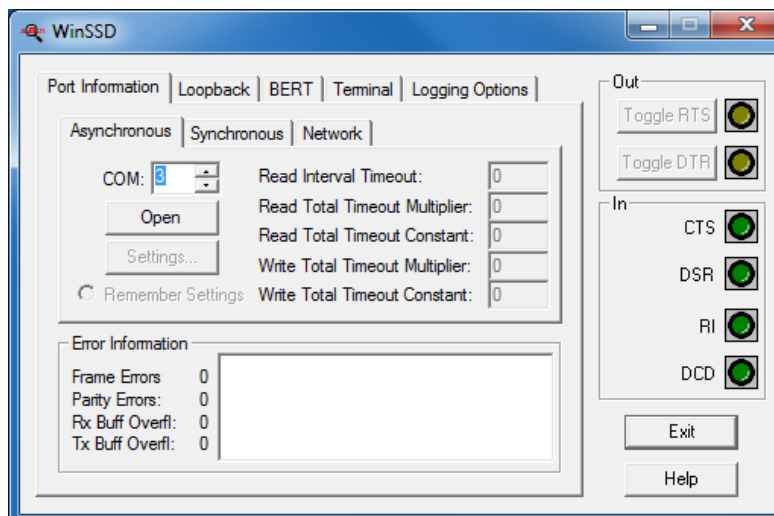 WinSSD
Port Information Loopback BERT Terminal Logging Options
Asynchronous Synchronous Network
COM: 3
Open
Settings...
Remember Settings
Read Interval Timeout: 0
Read Total Timeout Multiplier: 0
Read Total Timeout Constant: 0
Write Total Timeout Multiplier: 0
Write Total Timeout Constant: 0
Error Information
Frame Errors 0
Parity Errors: 0
Rx Buff Overfl: 0
Tx Buff Overfl: 0
Out
Toggle RTS
Toggle DTR
In
CTS
DSR
RI
DCD
Exit
Help